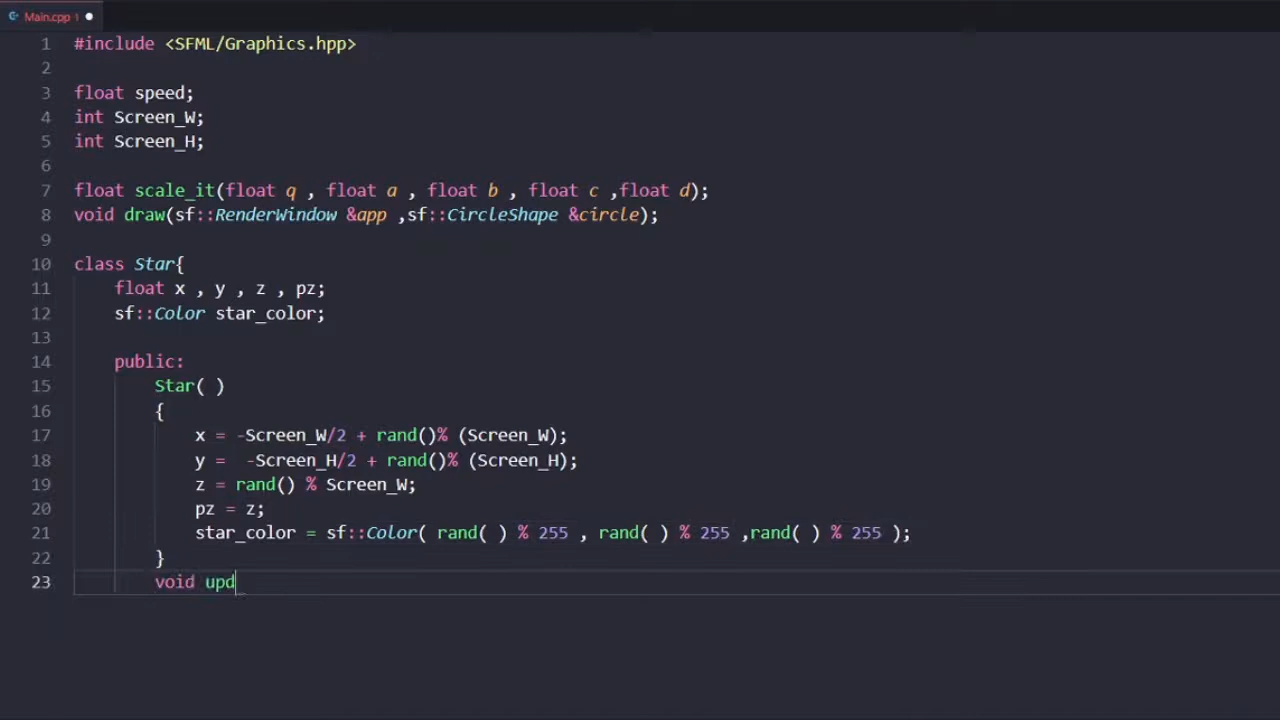 Main.cpp 1
1 #include <SFML/Graphics.hpp>
2
3 float speed;
4 int Screen_W;
5 int Screen_H;
6
7 float scale_it(float q , float a , float b , float c ,float d);
8 void draw(sf::RenderWindow &app ,sf::CircleShape &circle);
9
10 class Star{
11 float x , y , z , pz;
12 sf::Color star_color;
13
14 public:
15 Star( )
16 {
17 x = -Screen_W/2 + rand()% (Screen_W);
18 y =  -Screen_H/2 + rand()% (Screen_H);
19 z = rand() % Screen_W;
20 pz = z;
21 star_color = sf::Color( rand( ) % 255 , rand( ) % 255 ,rand( ) % 255 );
22 }
23 void upd